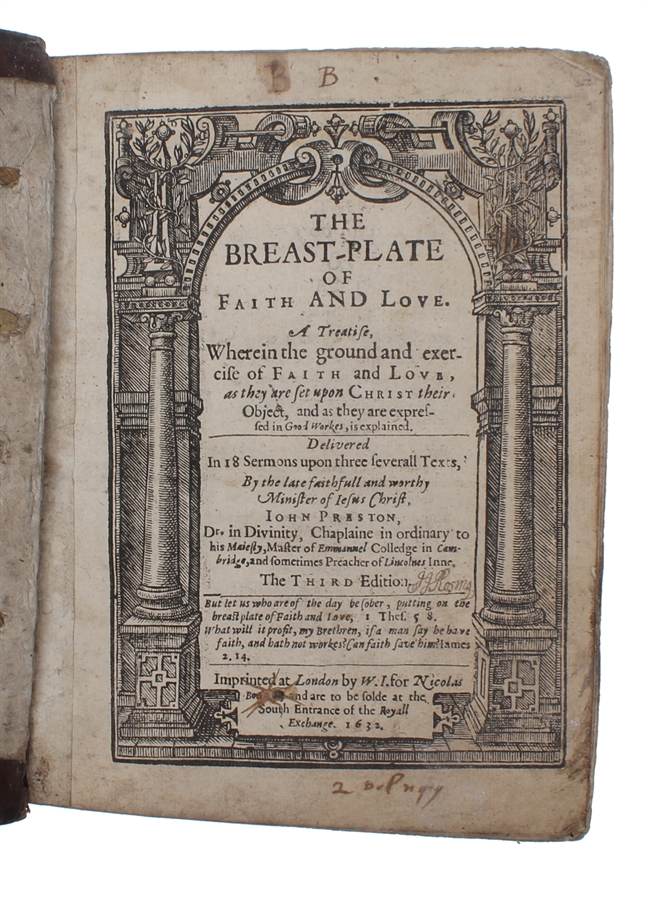 B B
THE
BREAST-PLATE
OF
FAITH AND LOVE.
A Treatiſe,
Wherein the ground and exer-
ciſe of FAITH and LOVE,
as they are ſet upon CHRIST their
Object, and as they are expreſ-
ſed in Good Workes, is explained.
Delivered
In 18 Sermons upon three ſeverall Texts,
By the late faithfull and worthy
Miniſter of Ieſus Chriſt,
IOHN PRESTON,
Dr. in Divinity, Chaplaine in ordinary to
his Maieſty, Maſter of Emmanuel Colledge in Cam-
bridge, and ſometimes Preacher of Lincolnes Inne.
The THIRD Edition.
But let us who are of the day be ſober, putting on the
breaſtplate of Faith and Love, 1 Theſ. 5 8.
What will it profit, my Brethren, if a man ſay he have
faith, and hath not workes? Can faith ſave him? Iames
2. 14.
Imprinted at London by W. I. for Nicolas
and are to be ſolde at the
South Entrance of the Royall
Exchange. 1632.
2